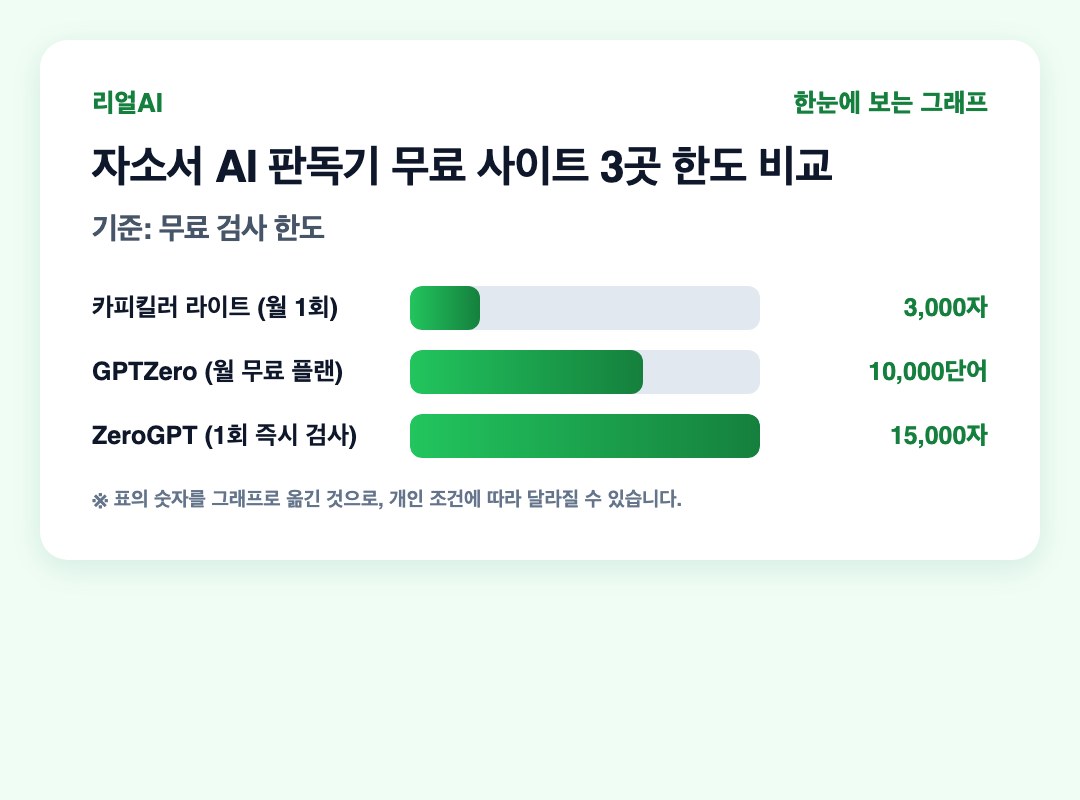 리얼AI
한눈에 보는 그래프
자소서 AI 판독기 무료 사이트 3곳 한도 비교
기준: 무료 검사 한도
카피킬러 라이트 (월 1회) 3,000자
GPTZero (월 무료 플랜) 10,000단어
ZeroGPT (1회 즉시 검사) 15,000자
※ 표의 숫자를 그래프로 옮긴 것으로, 개인 조건에 따라 달라질 수 있습니다.